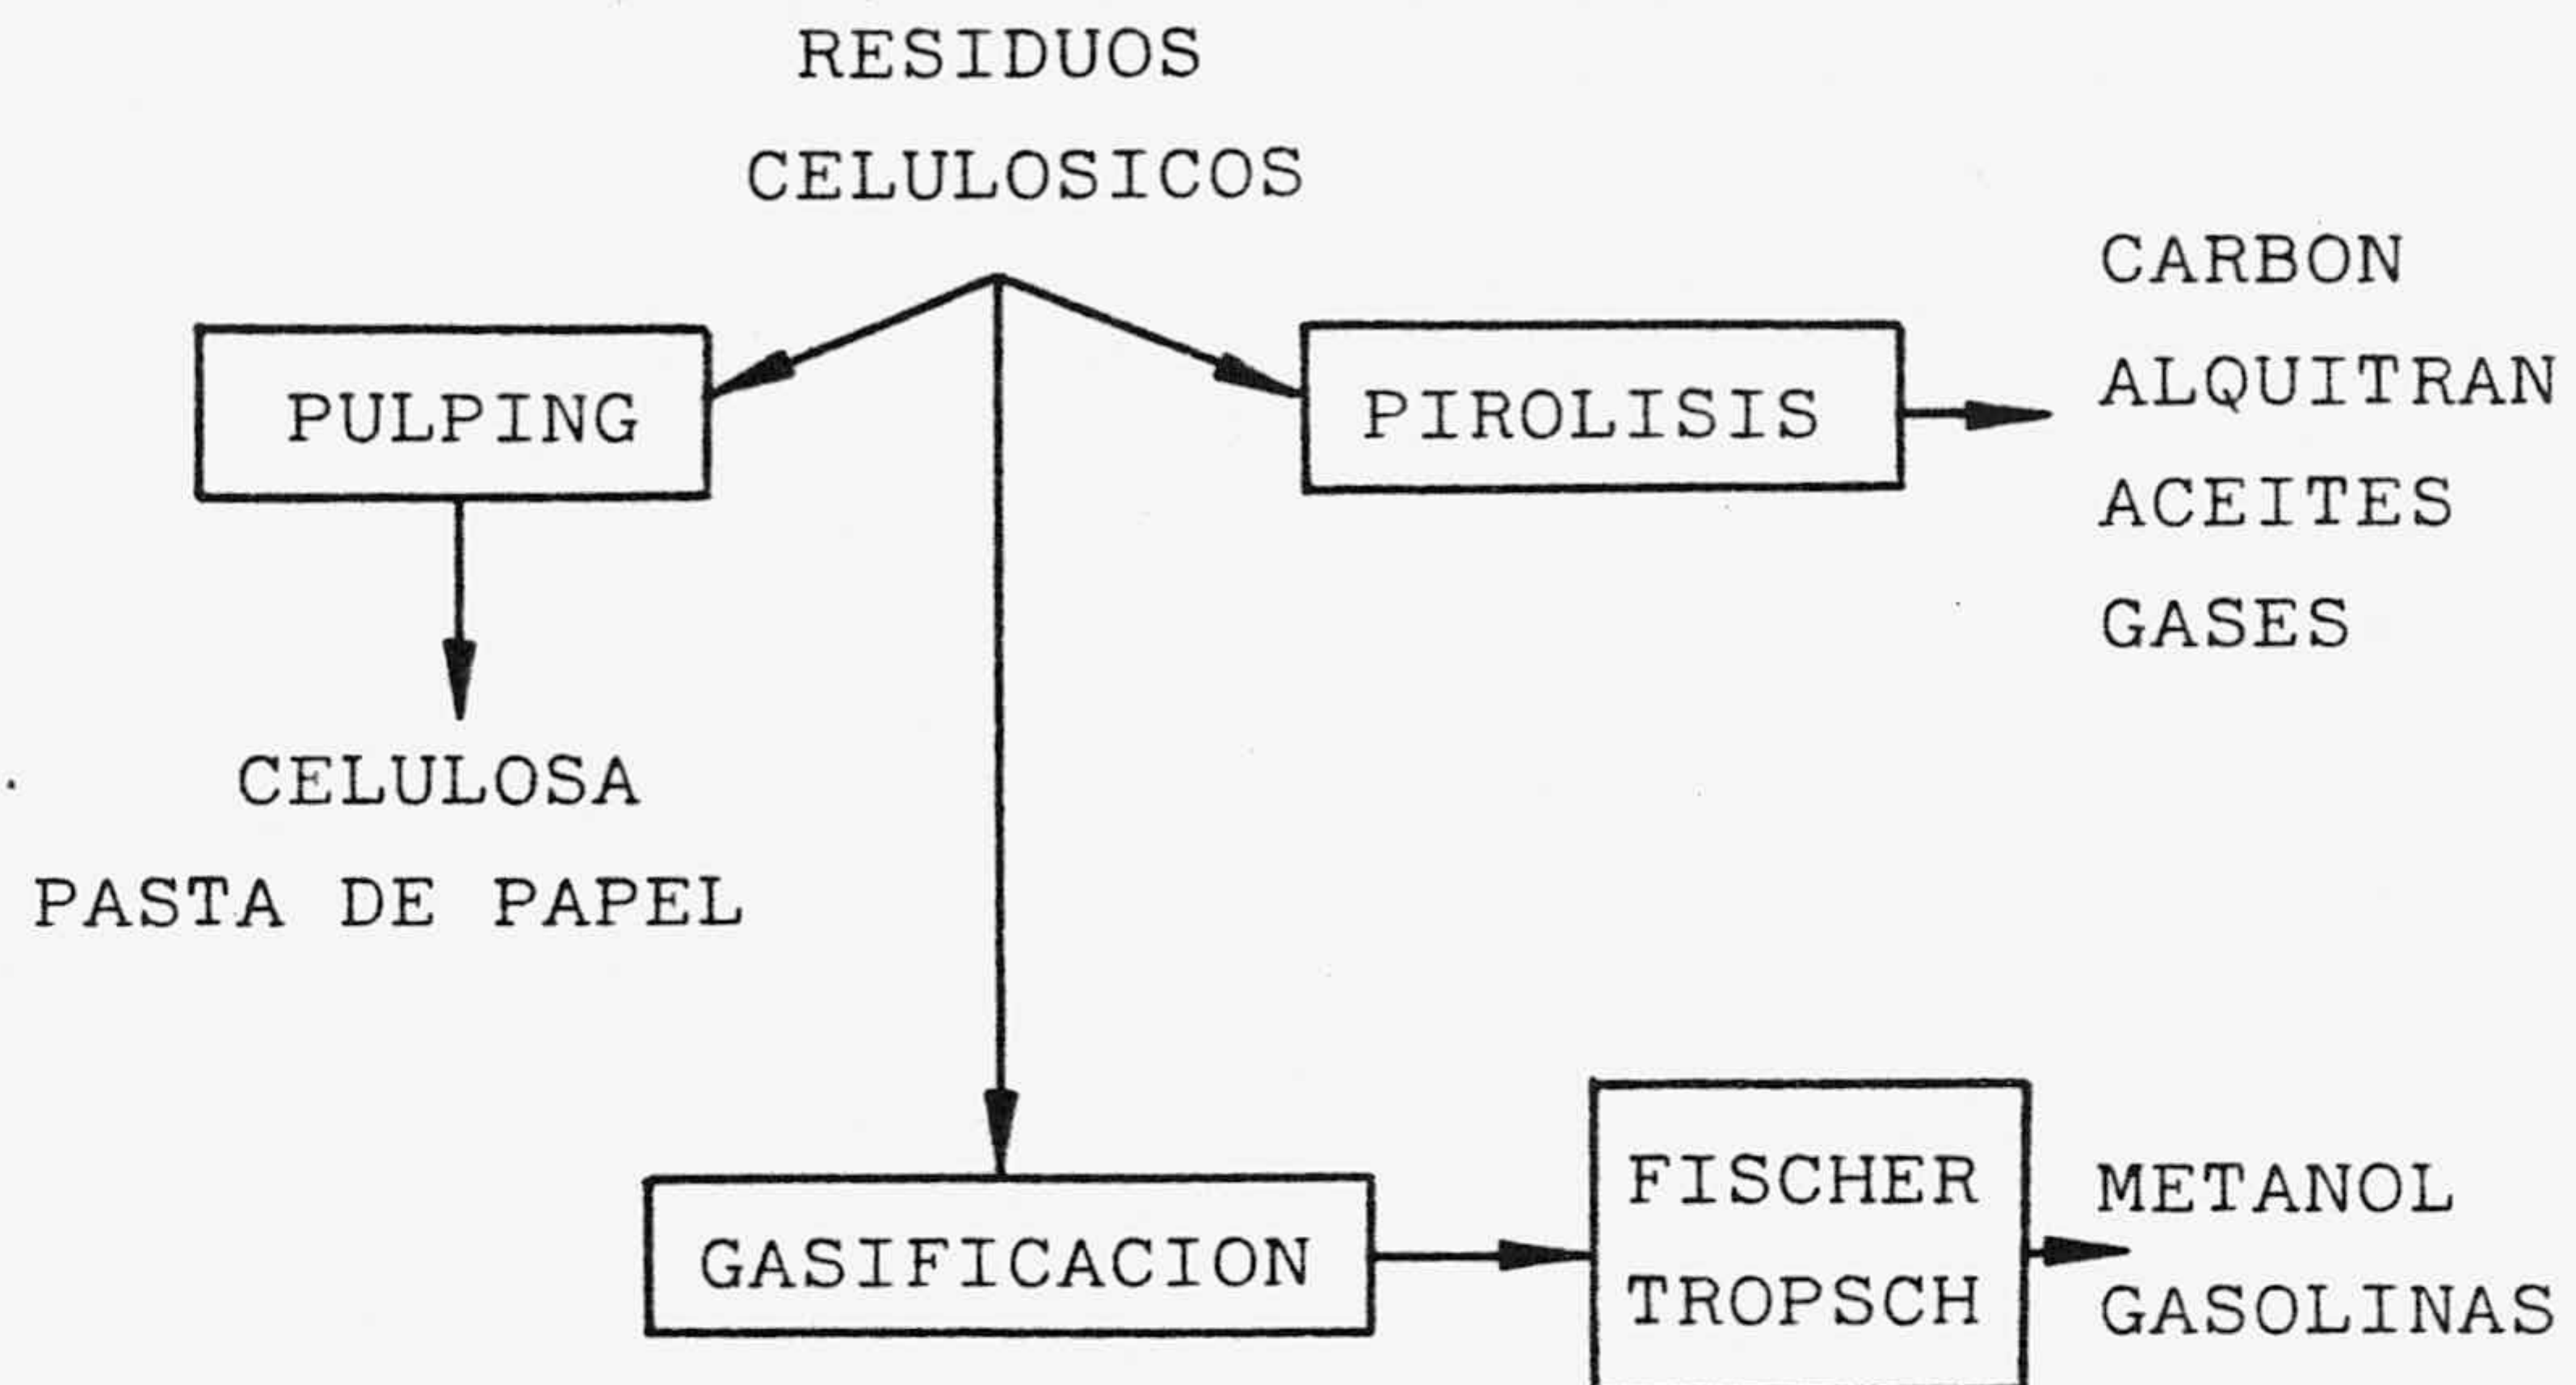 RESIDUOS
CELULOSICOS
PULPING
PIROLISIS
CARBON
ALQUITRAN
ACEITES
GASES
CELULOSA
PASTA DE PAPEL
GASIFICACION
FISCHER
TROPSCH
METANOL
GASOLINAS